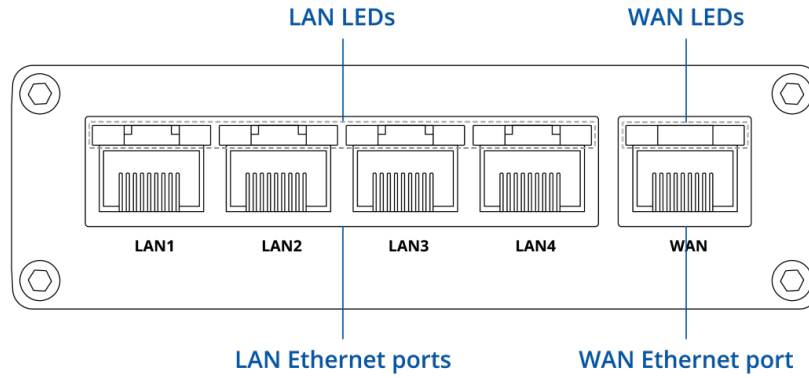 LAN LEDs WAN LEDs
LAN1 LAN2 LAN3 LAN4 WAN
LAN Ethernet ports WAN Ethernet port